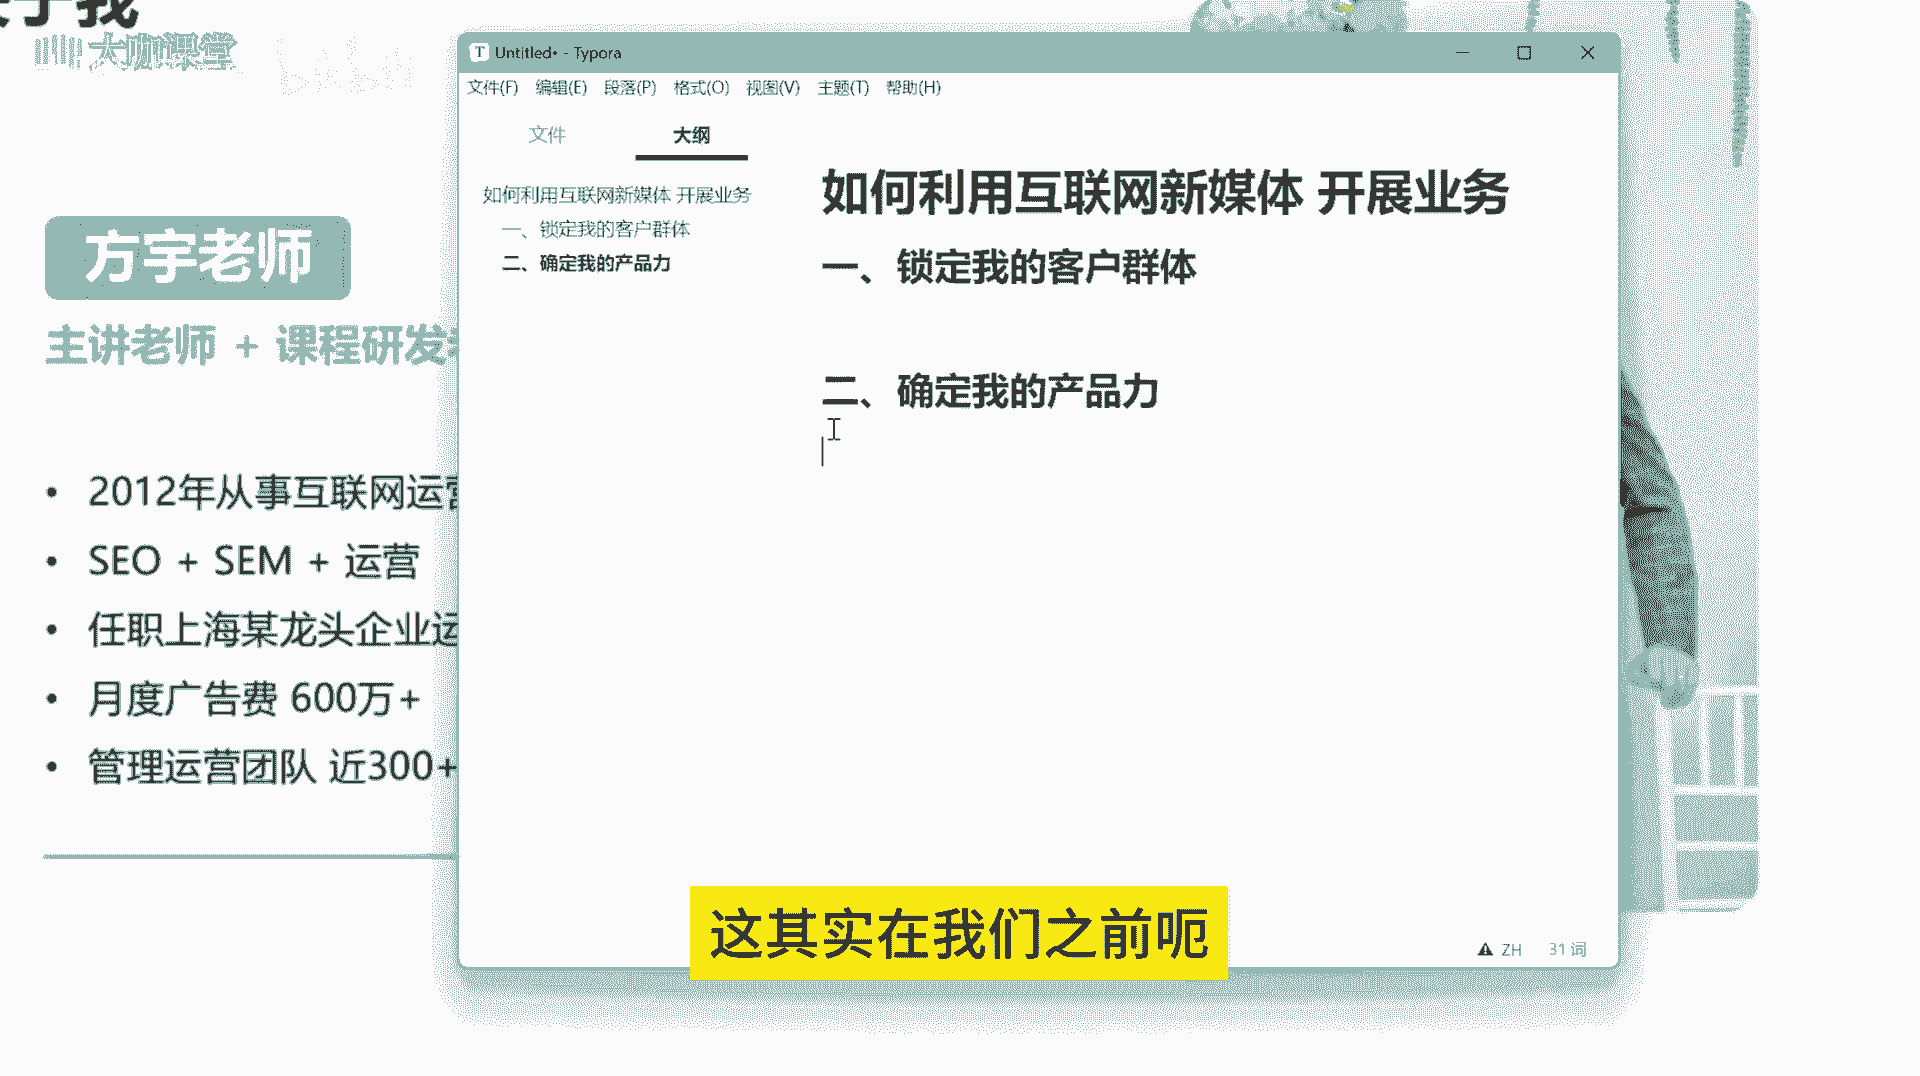 大咖课堂
方宇老师
主讲老师 + 课程研发
• 2012年从事互联网运营
• SEO + SEM + 运营
• 任职上海某龙头企业运
• 月度广告费 600万+
• 管理运营团队 近300+
Untitled• - Typora
文件(F) 编辑(E) 段落(P) 格式(O) 视图(V) 主题(T) 帮助(H)
文件 大纲
如何利用互联网新媒体 开展业务
一、锁定我的客户群体
二、确定我的产品力
如何利用互联网新媒体 开展业务
一、锁定我的客户群体
二、确定我的产品力
ZH 31 词
这其实在我们之前呃